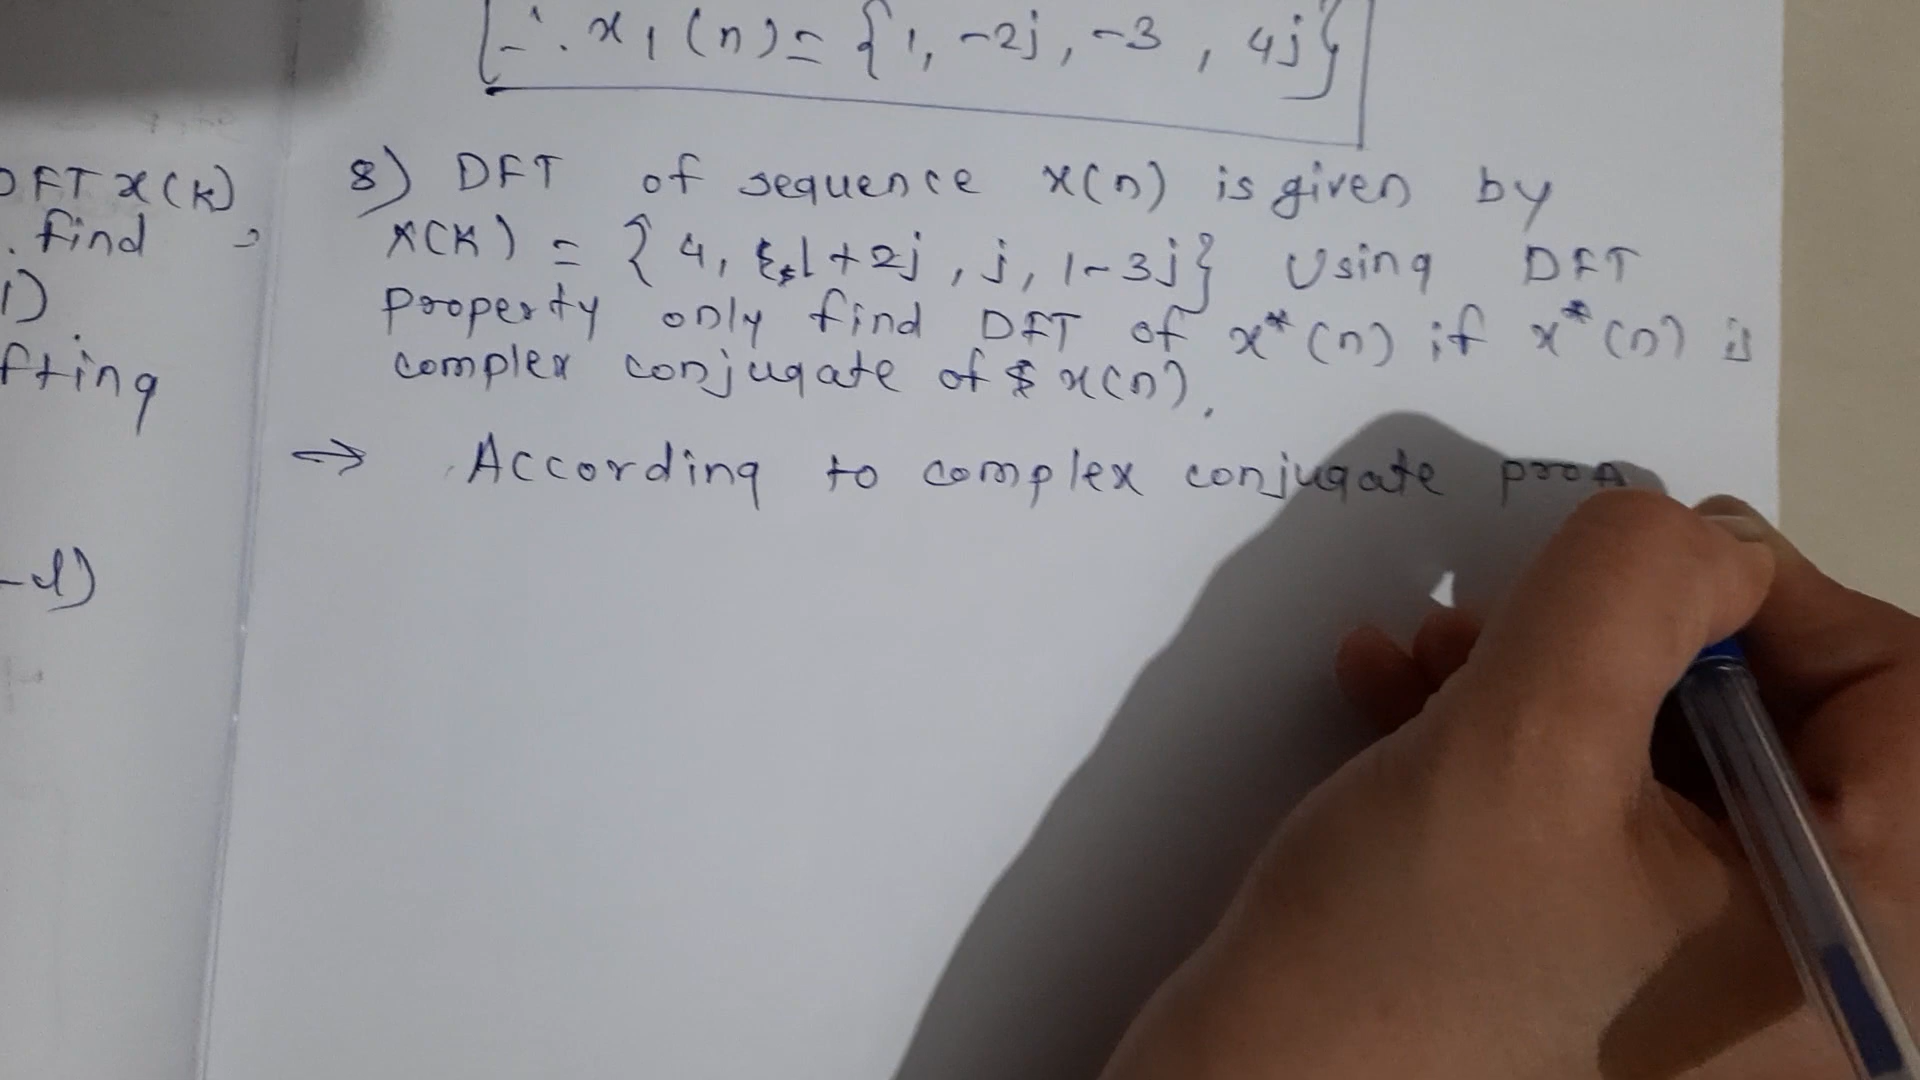 ∴ x₁(n) = {1, -2j, -3, 4j}
DFT x(k)
. find,
1)
fting
-l)
8) DFT of sequence x(n) is given by
X(K) = {4, 1+2j, j, 1-3j} Using DFT
property only find DFT of x*(n) if x*(n) is
complex conjugate of x(n).
⇒ According to complex conjugate prop